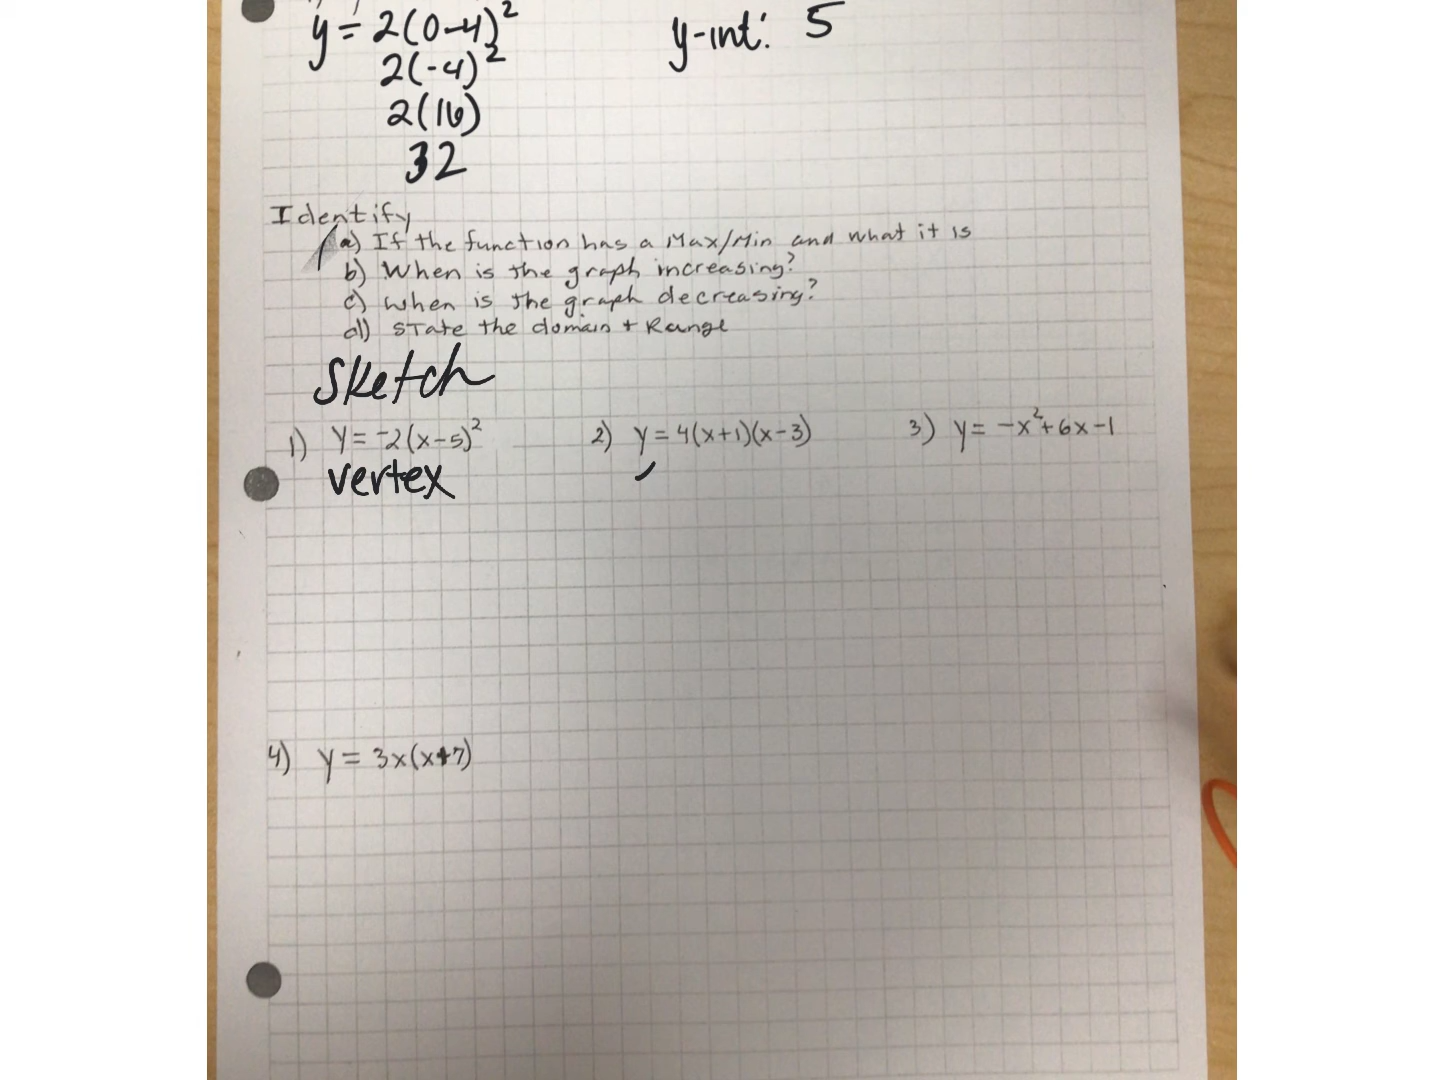 y = 2(0-4)²
y-int: 5
2(-4)²
2(16)
32
Identify
a) If the function has a Max/Min and what it is
b) When is the graph increasing?
c) when is the graph decreasing?
d) State the domain + Range
Sketch
1) y = -2(x-5)²
2) y = 4(x+1)(x-3)
3) y = -x²+6x-1
vertex
4) y = 3x(x+7)